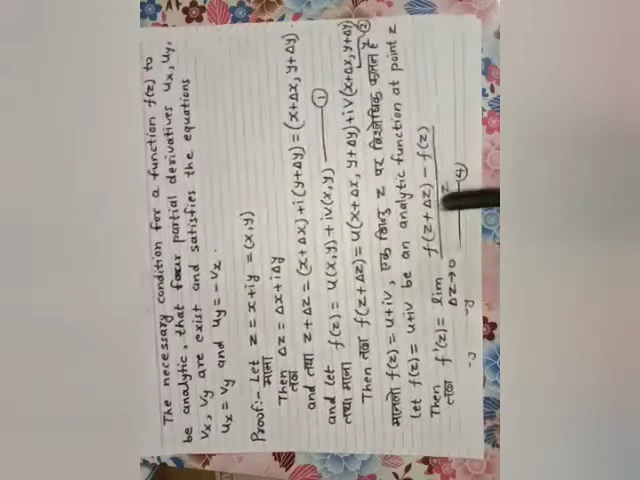 The necessary condition for a function f(z) to
be analytic, that four partial derivatives ux, uy,
vx, vy are exist and satisfies the equations
ux = vy and uy = -vx.
Proof:- Let z = x+iy = (x,y)
माना
Then Δz = Δx+iΔy
तब
and तथा z+Δz = (x+Δx)+i(y+Δy) = (x+Δx, y+Δy)
and let f(z) = u(x,y)+iv(x,y) ①
तथा माना
Then तब f(z+Δz) = u(x+Δx, y+Δy)+iv(x+Δx, y+Δy) ②
मानलो f(z) = u+iv, एक बिन्दु z पर विश्लेषिक फलन है
Let f(z) = u+iv be an analytic function at point z
Then f'(z) = lim Δz→0 f(z+Δz) - f(z)
तब
④